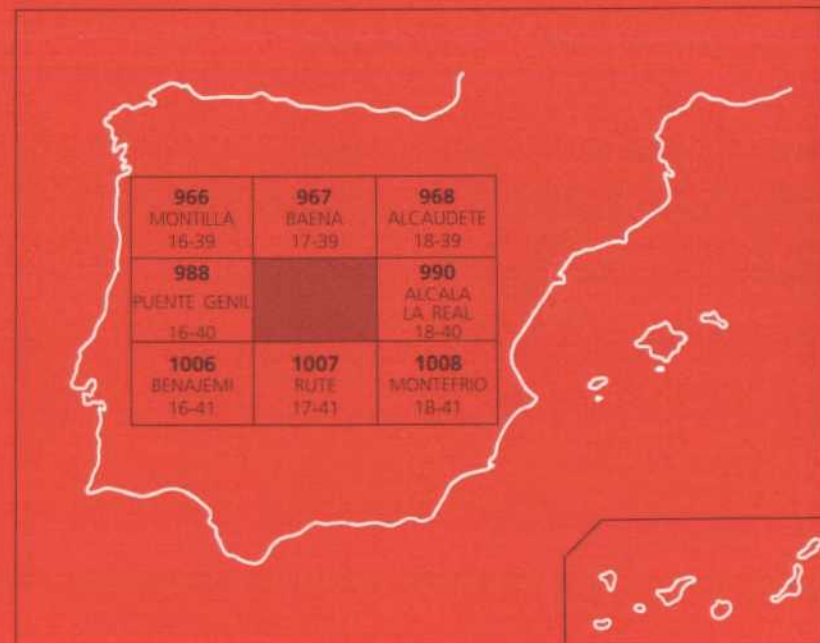 966
MONTILLA
16-39
967
BAENA
17-39
968
ALCAUDETE
18-39
988
PUENTE GENIL
16-40
990
ALCALA
LA REAL
18-40
1006
BENAJEMI
16-41
1007
RUTE
17-41
1008
MONTEFRIO
18-41